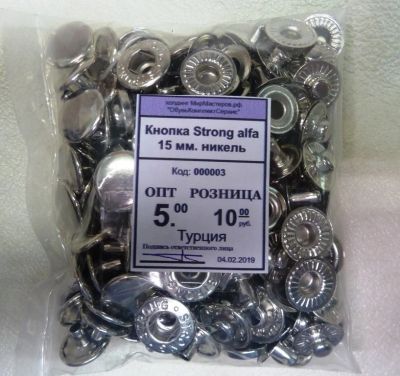 холдинг МирМастеров.рф.
"ОбувьКомплектСервис"
Кнопка Strong alfa
15 мм. никель
Код: 000003
ОПТ РОЗНИЦА
5.00 10 00 руб.
Турция
Подпись ответственного лица
04.02.2019